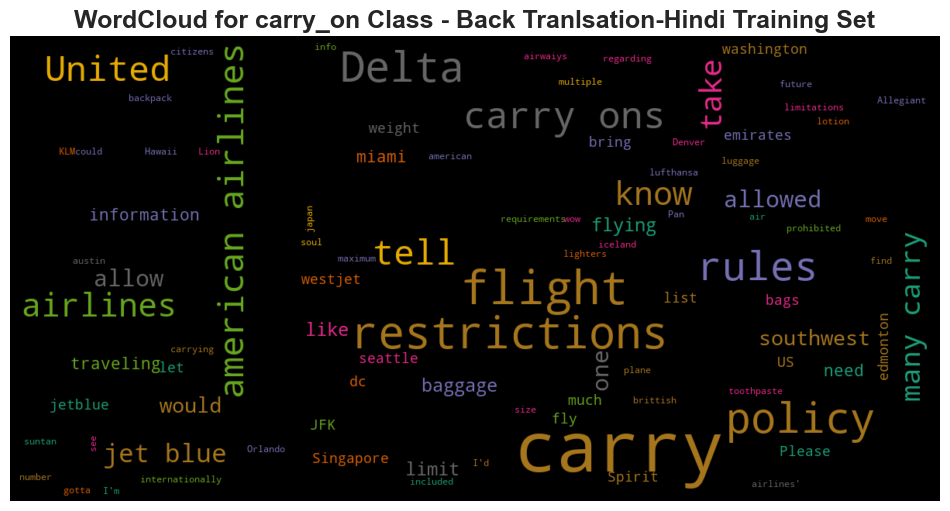 WordCloud for carry_on Class - Back Tranlsation-Hindi Training Set
citizens
info
airwaiys
regarding
washington
United
Delta
take
multiple
future
backpack
american airlines
carry ons
limitations
Allegiant
lotion
weight
emirates
bring
Denver
KLM
could
Hawaii
Lion
miami
american
luggage
lufthansa
know
allowed
information
japan
requirements
wow
flying
Pan
air
move
prohibited
soul
tell
iceland
lighters
maximum
rules
find
many carry
austin
allow
westjet
flight
list
bags
airlines
like
restrictions
southwest
edmonton
carrying
seattle
one
plane
US
traveling
let
dc
baggage
need
toothpaste
jetblue
would
much
brittish
size
fly
JFK
carry
policy
suntan
see
jet blue
Orlando
Singapore
limit
I'd
Please
number
internationally
included
Spirit
airlines'
gotta
I'm